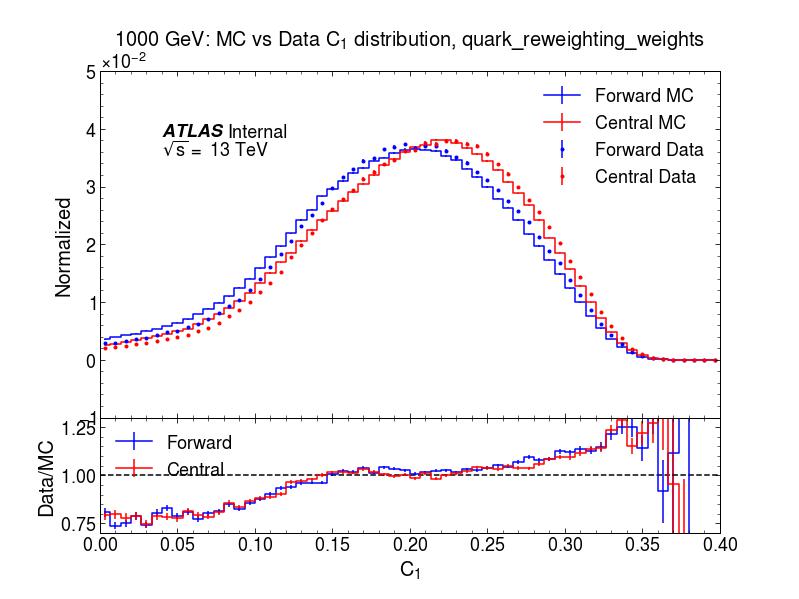 1000 GeV: MC vs Data C₁ distribution, quark_reweighting_weights
×10⁻²
5
4
3
2
1
0
−1
Normalized
ATLAS Internal
√s = 13 TeV
Forward MC
Central MC
Forward Data
Central Data
1.25
1.00
0.75
Data/MC
Forward
Central
0.00 0.05 0.10 0.15 0.20 0.25 0.30 0.35 0.40
C₁